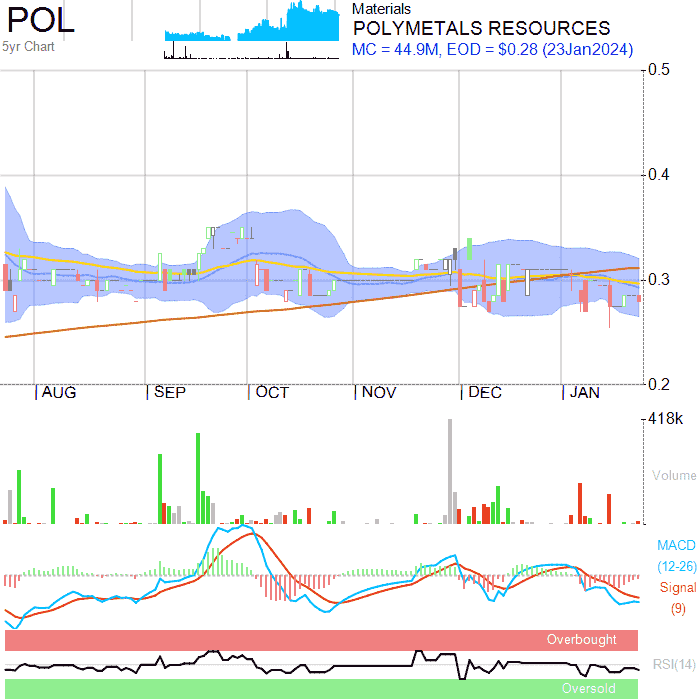 POL
5yr Chart
Materials
POLYMETALS RESOURCES
MC = 44.9M, EOD = $0.28 (23Jan2024)
0.5
0.4
0.3
0.2
AUG SEP OCT NOV DEC JAN
418k
Volume
MACD
(12-26)
Signal
(9)
Overbought
RSI(14)
Oversold